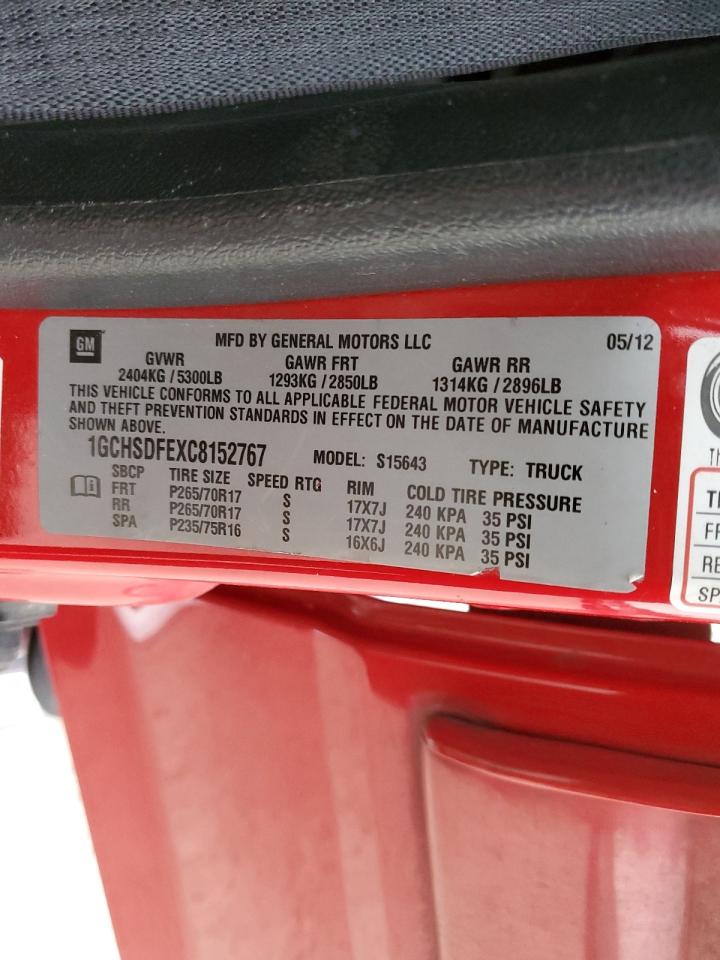 GM
MFD BY GENERAL MOTORS LLC 05/12
GVWR GAWR FRT GAWR RR
2404KG / 5300LB 1293KG / 2850LB 1314KG / 2896LB
THIS VEHICLE CONFORMS TO ALL APPLICABLE FEDERAL MOTOR VEHICLE SAFETY
AND THEFT PREVENTION STANDARDS IN EFFECT ON THE DATE OF MANUFACTURE
SHOWN ABOVE.
1GCHSDFEXC8152767 MODEL: S15643 TYPE: TRUCK
SBCP TIRE SIZE SPEED RTG RIM COLD TIRE PRESSURE
FRT P265/70R17 S 17X7J 240 KPA 35 PSI
RR P265/70R17 S 17X7J 240 KPA 35 PSI
SPA P235/75R16 S 16X6J 240 KPA 35 PSI